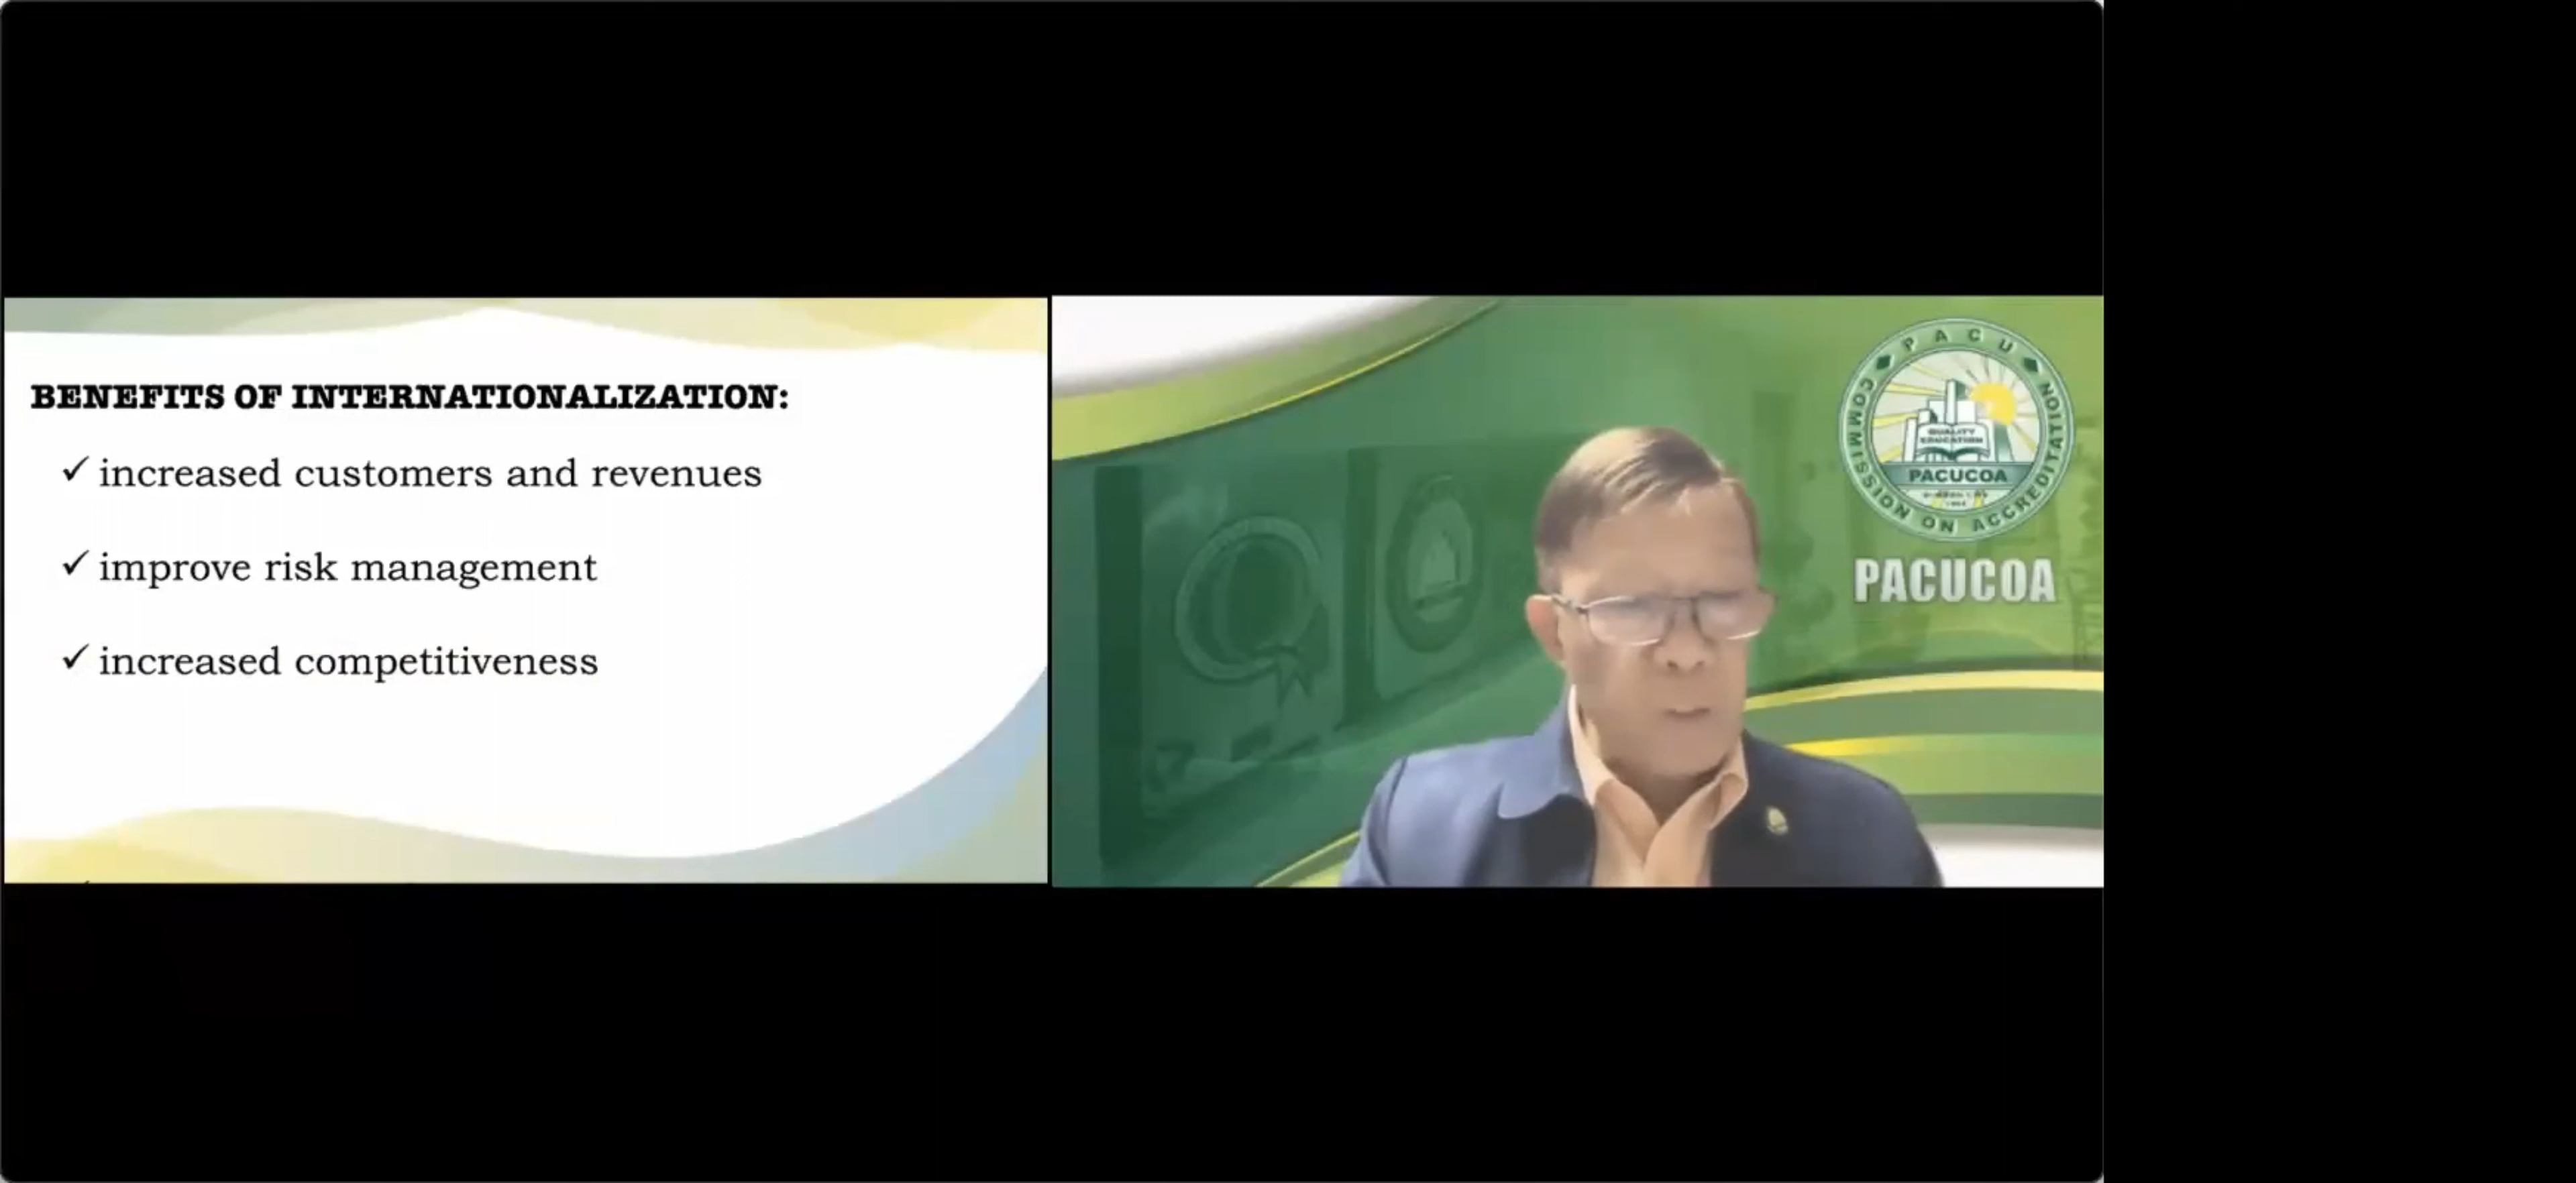 BENEFITS OF INTERNATIONALIZATION:
✓ increased customers and revenues
✓ improve risk management
✓ increased competitiveness
PACU
COMMISSION ON ACCREDITATION
QUALITY
EDUCATION
PACUCOA
PACUCOA